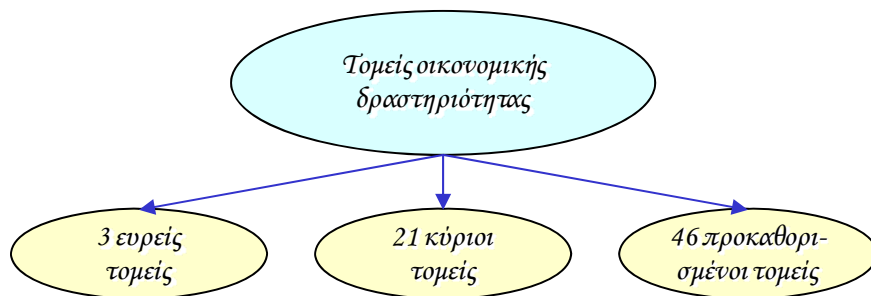 Τομείς οικονομικής
δραστηριότητας
3 ευρείς
τομείς
21 κύριοι
τομείς
46 προκαθορι-
σμένοι τομείς